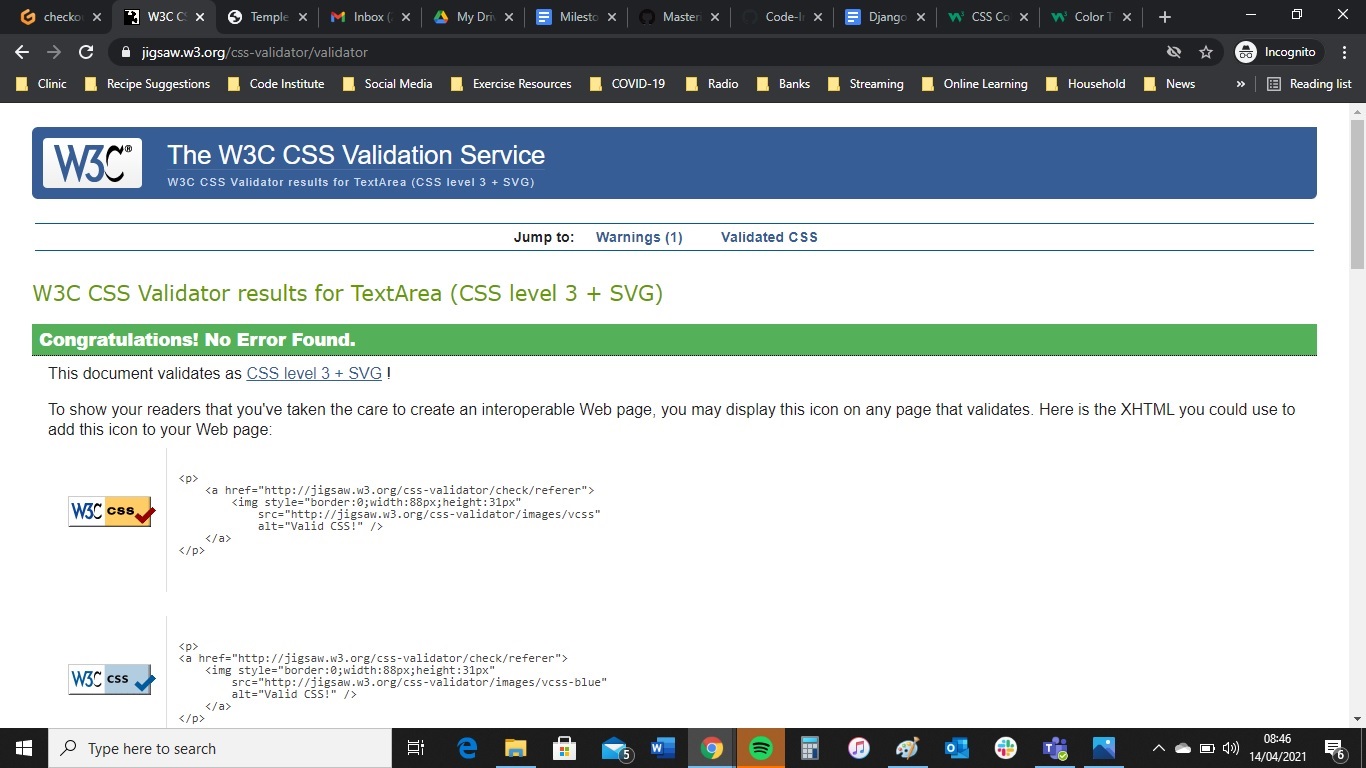 checkou
W3C CS
Temple
Inbox (
My Driv
Milesto
Master
Code-In
Django
CSS Co
Color T
jigsaw.w3.org/css-validator/validator
Incognito
Clinic
Recipe Suggestions
Code Institute
Social Media
Exercise Resources
COVID-19
Radio
Banks
Streaming
Online Learning
Household
News
»
Reading list
W3C®
The W3C CSS Validation Service
W3C CSS Validator results for TextArea (CSS level 3 + SVG)
Jump to: Warnings (1) Validated CSS
W3C CSS Validator results for TextArea (CSS level 3 + SVG)
Congratulations! No Error Found.
This document validates as CSS level 3 + SVG !
To show your readers that you've taken the care to create an interoperable Web page, you may display this icon on any page that validates. Here is the XHTML you could use to
add this icon to your Web page:
W3C css
<p>
<a href="http://jigsaw.w3.org/css-validator/check/referer">
<img style="border:0;width:88px;height:31px"
src="http://jigsaw.w3.org/css-validator/images/vcss"
alt="Valid CSS!" />
</a>
</p>
W3C css
<p>
<a href="http://jigsaw.w3.org/css-validator/check/referer">
<img style="border:0;width:88px;height:31px"
src="http://jigsaw.w3.org/css-validator/images/vcss-blue"
alt="Valid CSS!" />
</a>
</p>
Type here to search
5
08:46
14/04/2021
6